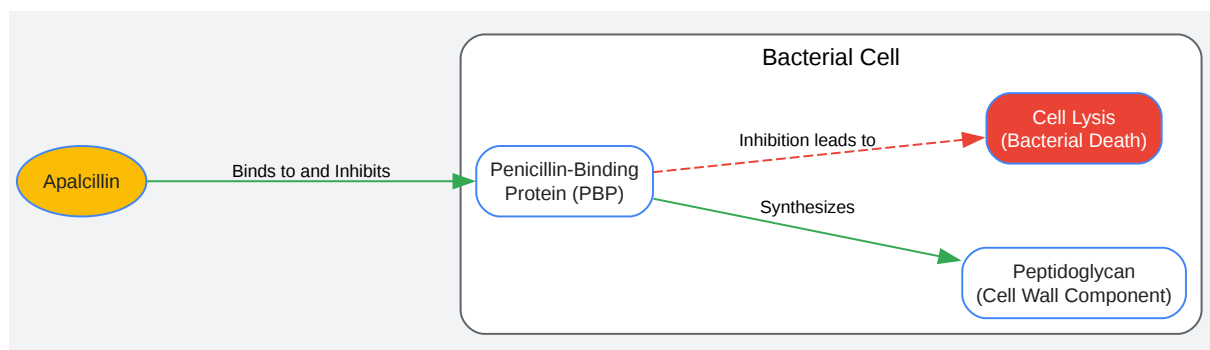 Bacterial Cell
Apalcillin
Binds to and Inhibits
Penicillin-Binding
Protein (PBP)
Inhibition leads to
Cell Lysis
(Bacterial Death)
Synthesizes
Peptidoglycan
(Cell Wall Component)